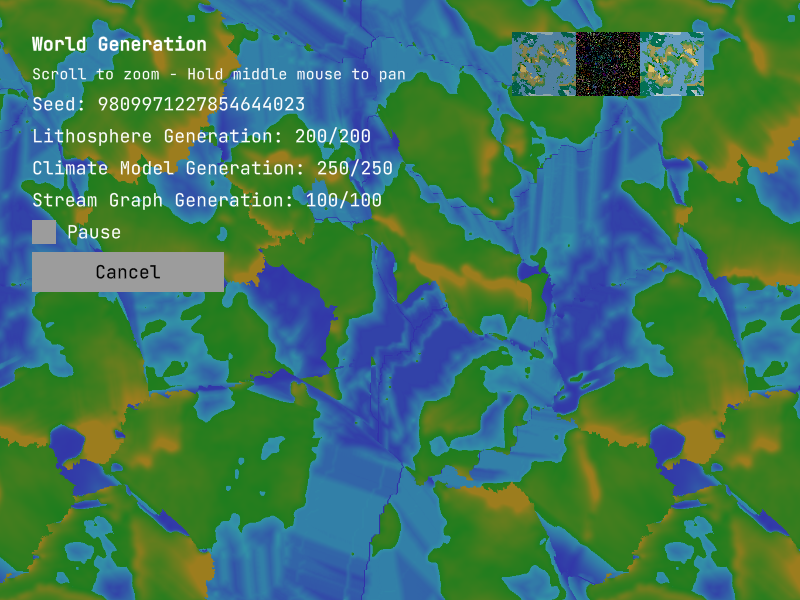 World Generation
Scroll to zoom - Hold middle mouse to pan
Seed: 9809971227854644023
Lithosphere Generation: 200/200
Climate Model Generation: 250/250
Stream Graph Generation: 100/100
Pause
Cancel